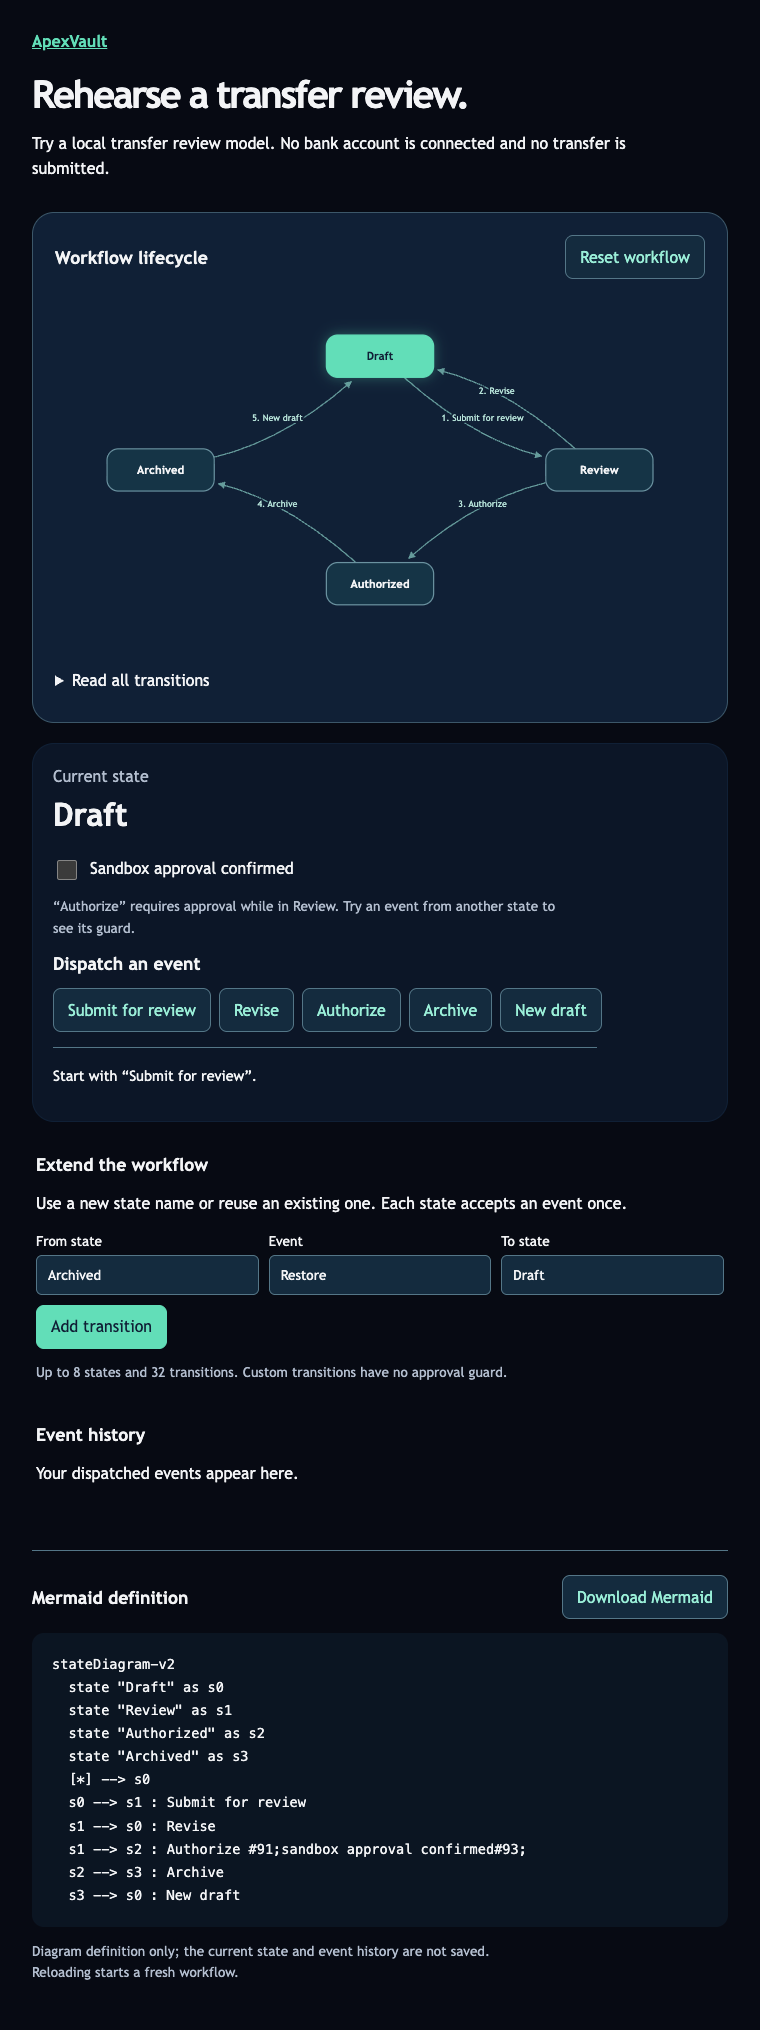 ApexVault
Rehearse a transfer review.
Try a local transfer review model. No bank account is connected and no transfer is
submitted.
Workflow lifecycle
Reset workflow
Draft
2. Revise
5. New draft
1. Submit for review
Archived
Review
4. Archive
3. Authorize
Authorized
Read all transitions
Current state
Draft
Sandbox approval confirmed
“Authorize” requires approval while in Review. Try an event from another state to
see its guard.
Dispatch an event
Submit for review
Revise
Authorize
Archive
New draft
Start with “Submit for review”.
Extend the workflow
Use a new state name or reuse an existing one. Each state accepts an event once.
From state
Event
To state
Archived
Restore
Draft
Add transition
Up to 8 states and 32 transitions. Custom transitions have no approval guard.
Event history
Your dispatched events appear here.
Mermaid definition
Download Mermaid
stateDiagram-v2
  state "Draft" as s0
  state "Review" as s1
  state "Authorized" as s2
  state "Archived" as s3
  [*] --> s0
  s0 --> s1 : Submit for review
  s1 --> s0 : Revise
  s1 --> s2 : Authorize #91;sandbox approval confirmed#93;
  s2 --> s3 : Archive
  s3 --> s0 : New draft
Diagram definition only; the current state and event history are not saved.
Reloading starts a fresh workflow.